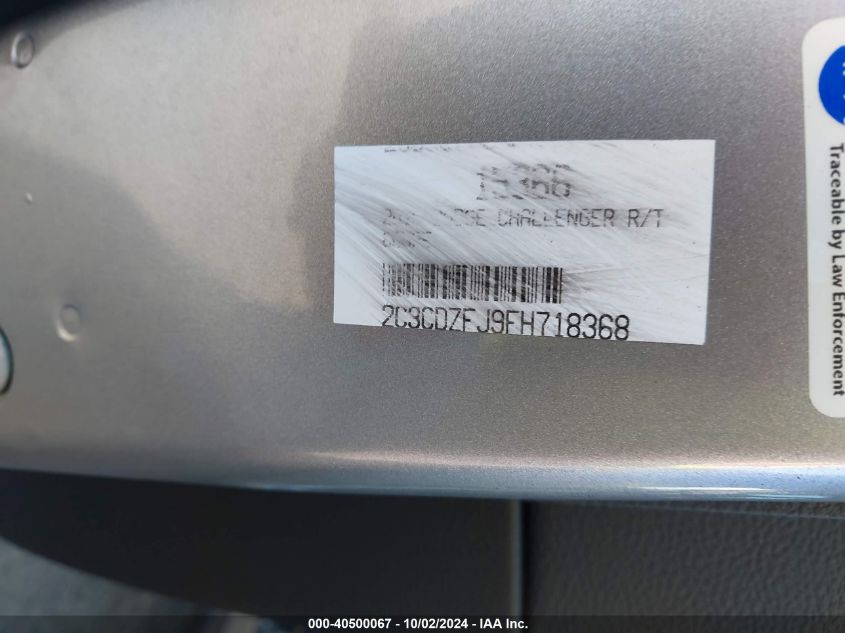 15366
CHALLENGER R/T
2C3CDZFJ9FH718368
Traceable by Law Enforcement
000-40500067 - 10/02/2024 - IAA Inc.